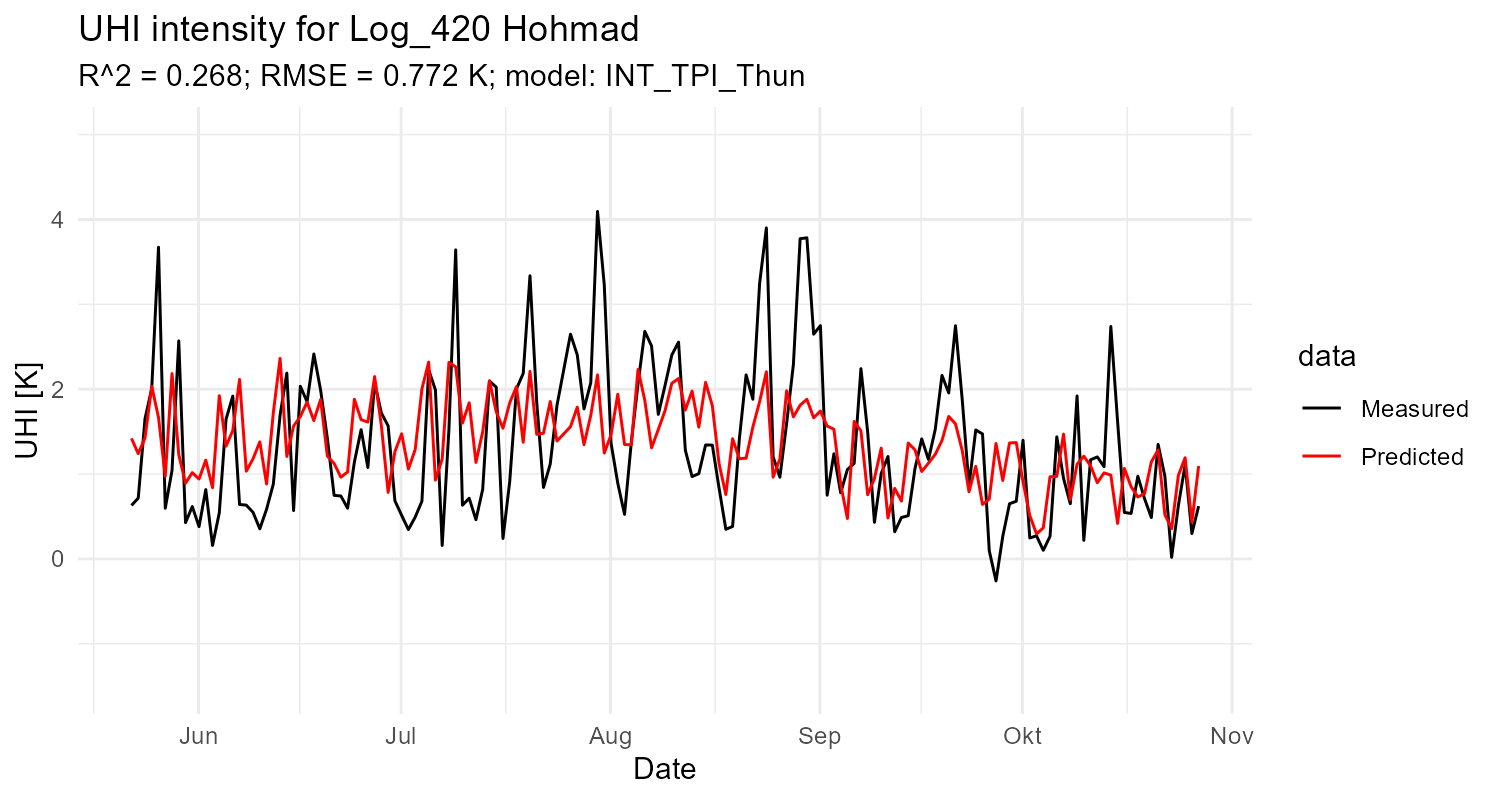 UHI intensity for Log_420 Hohmad
R^2 = 0.268; RMSE = 0.772 K; model: INT_TPI_Thun
UHI [K]
4
2
0
Jun Jul Aug Sep Okt Nov
Date
data
Measured
Predicted